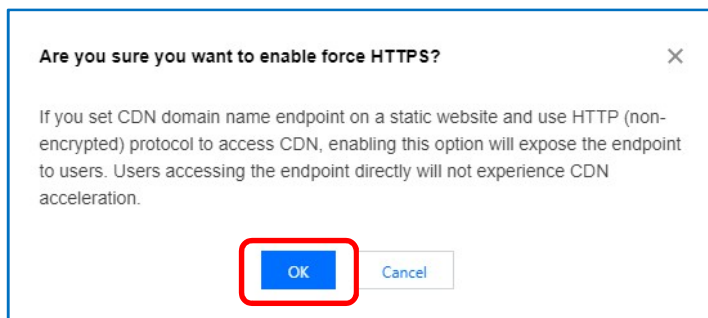 Are you sure you want to enable force HTTPS?
If you set CDN domain name endpoint on a static website and use HTTP (non-
encrypted) protocol to access CDN, enabling this option will expose the endpoint
to users. Users accessing the endpoint directly will not experience CDN
acceleration.
OK Cancel